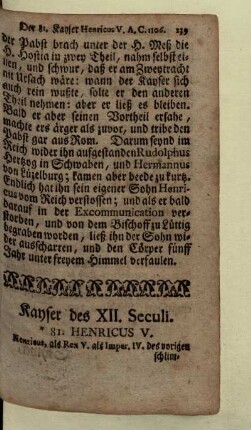 Der 81. Kayser Henricus V. A. C. 1106. 239
der Pabst brach unter der H. Meß die
H. Hostia in zwey Theil, nahm selbst ei-
nen, und schwur, daß er am Zweytracht
nit Ursach wäre: wann der Kayser sich
auch rein wußte, solte er den anderen
Theil nehmen: aber er ließ es bleiben.
Bald er aber seinen Vortheil ersahe,
machte ers ärger als zuvor, und tribe den
Pabst gar aus Rom. Darum seynd im
Reich wider ihn aufgestanden Rudolphus
Hertzog in Schwaben, und Hermannus
von Lüzelburg; kamen aber beede zu kurtz.
Endlich hat ihn sein eigener Sohn Henri-
cus vom Reich verstossen; und als er bald
darauf in der Excommunication ver-
storben, und von dem Bischoff zu Lüttig
begraben worden, ließ ihn der Sohn wi-
der ausscharren, und den Cörper fünff
Jahr unter freyem Himmel verfaulen.
Kayser des XII. Seculi.
* 81. HENRICUS V.
Henricus, als Rex V. als Imper. IV. des vorigen
schlim-